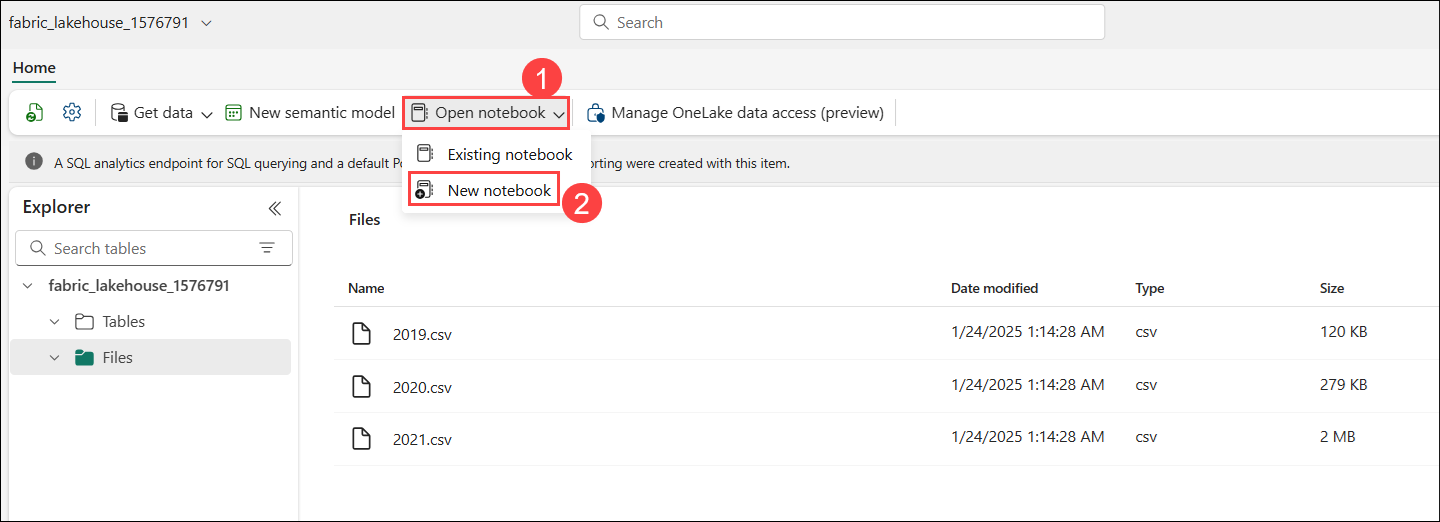 fabric_lakehouse_1576791
Search
Home
1
Get data
New semantic model
Open notebook
Manage OneLake data access (preview)
Existing notebook
A SQL analytics endpoint for SQL querying and a default Po
rting were created with this item.
New notebook
2
Explorer
Files
Search tables
fabric_lakehouse_1576791
Tables
Files
Name Date modified Type Size
2019.csv 1/24/2025 1:14:28 AM csv 120 KB
2020.csv 1/24/2025 1:14:28 AM csv 279 KB
2021.csv 1/24/2025 1:14:28 AM csv 2 MB